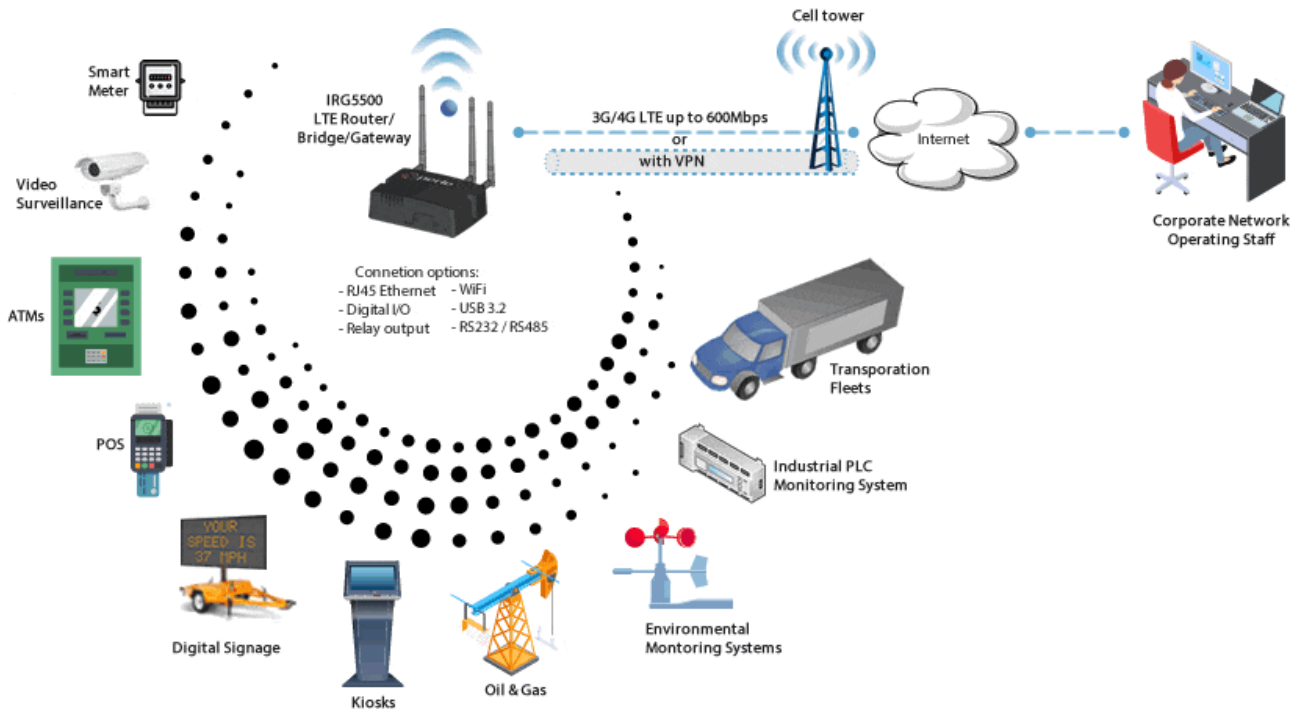 Cell tower
Smart
Meter
IRG5500
LTE Router/
Bridge/Gateway
3G/4G LTE up to 600Mbps
or
with VPN
Internet
Video
Surveillance
perle
Corporate Network
Operating Staff
Connetion options:
- RJ45 Ethernet - WiFi
- Digital I/O - USB 3.2
- Relay output - RS232 / RS485
ATMs
Transporation
Fleets
POS
Industrial PLC
Monitoring System
YOUR
SPEED IS
37 MPH
Digital Signage
Environmental
Montoring Systems
Oil & Gas
Kiosks